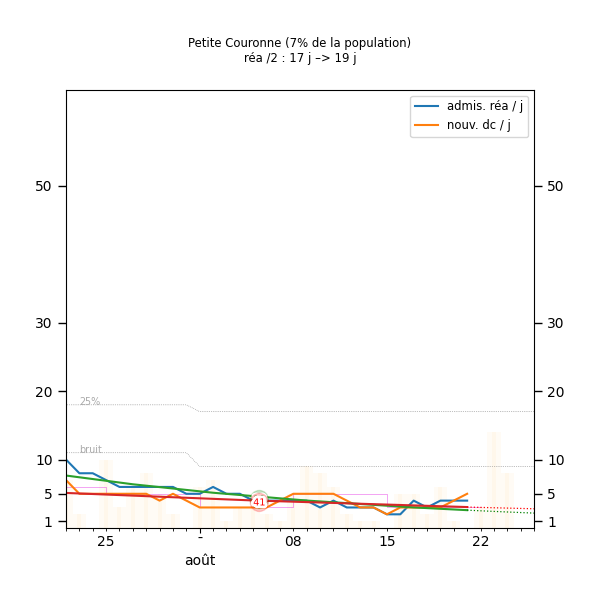 Petite Couronne (7% de la population)
réa /2 : 17 j –> 19 j
admis. réa / j
nouv. dc / j
50 50
30 30
20 20
25%
bruit
10 10
5 5
41
1 1
25 - 08 15 22
août